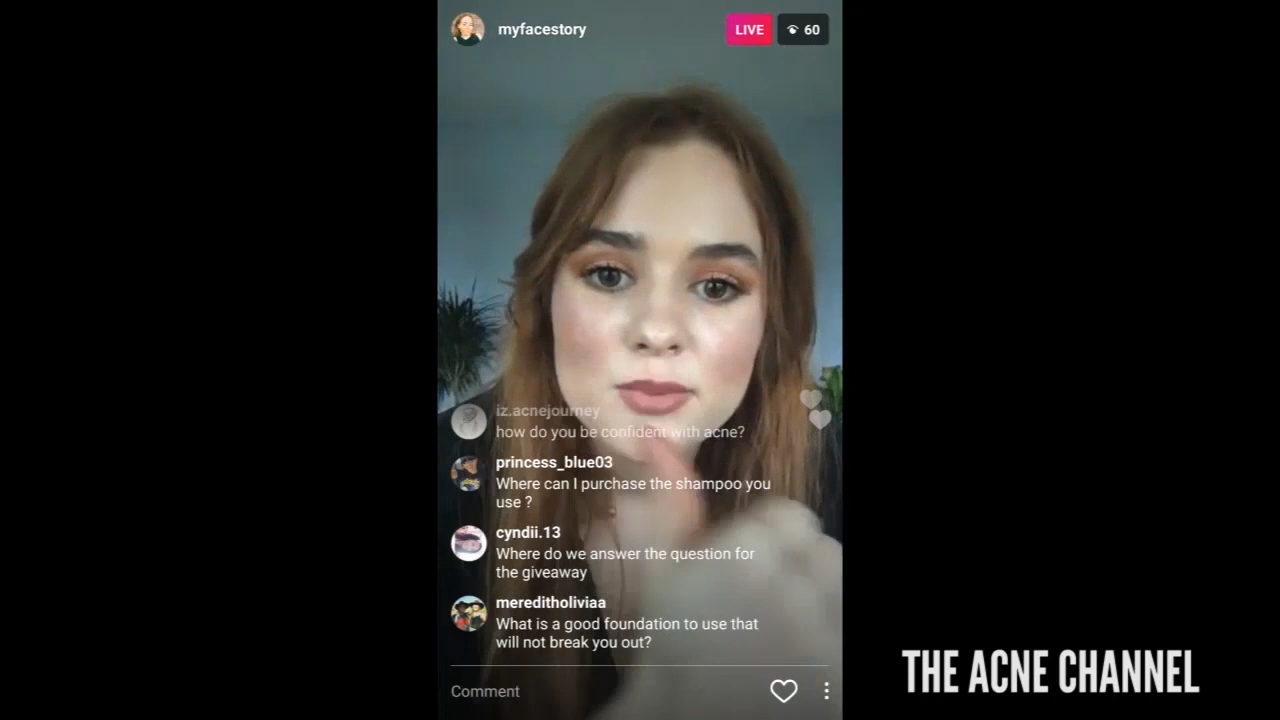 myfacestory
LIVE
60
iz.acnejourney
how do you be confident with acne?
princess_blue03
Where can I purchase the shampoo you
use ?
cyndii.13
Where do we answer the question for
the giveaway
mereditholiviaa
What is a good foundation to use that
will not break you out?
Comment
THE ACNE CHANNEL